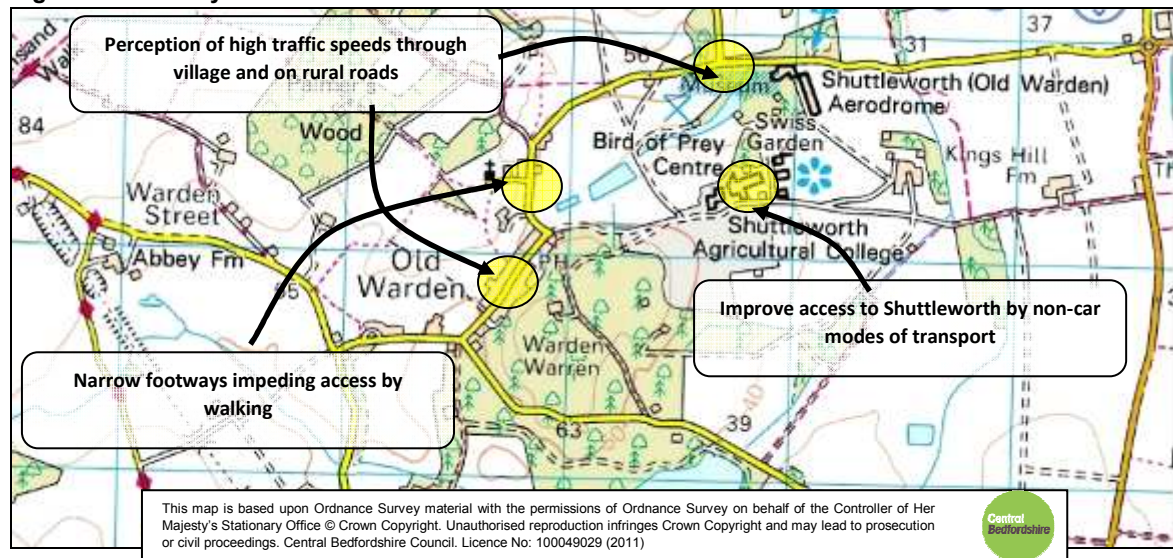 Perception of high traffic speeds through
village and on rural roads
37
31
56
Museum
Shuttleworth (Old Warden)
Aerodrome
84
Wood
Bird of Prey
Centre
Swiss
Garden
Kings Hill
Fm
Th
Warden
Street
Abbey Fm
Old
Warden
PH
Shuttleworth
Agricultural College
95
Improve access to Shuttleworth by non-car
modes of transport
Warden
Warren
Narrow footways impeding access by
walking
63
39
40
This map is based upon Ordnance Survey material with the permissions of Ordnance Survey on behalf of the Controller of Her
Majesty's Stationary Office © Crown Copyright. Unauthorised reproduction infringes Crown Copyright and may lead to prosecution
or civil proceedings. Central Bedfordshire Council. Licence No: 100049029 (2011)
Central
Bedfordshire